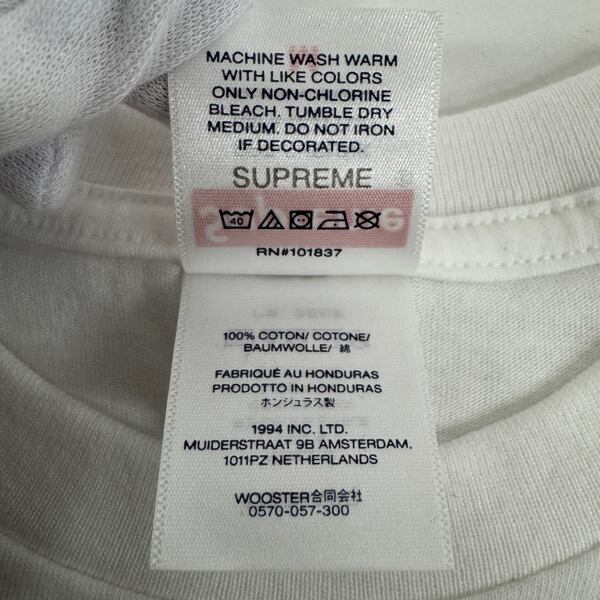 MACHINE WASH WARM
WITH LIKE COLORS
ONLY NON-CHLORINE
BLEACH. TUMBLE DRY
MEDIUM. DO NOT IRON
IF DECORATED.
SUPREME
40
RN#101837
100% COTON/ COTONE/
BAUMWOLLE/ 綿
FABRIQUÉ AU HONDURAS
PRODOTTO IN HONDURAS
ホンジュラス製
1994 INC. LTD.
MUIDERSTRAAT 9B AMSTERDAM,
1011PZ NETHERLANDS
WOOSTER合同会社
0570-057-300